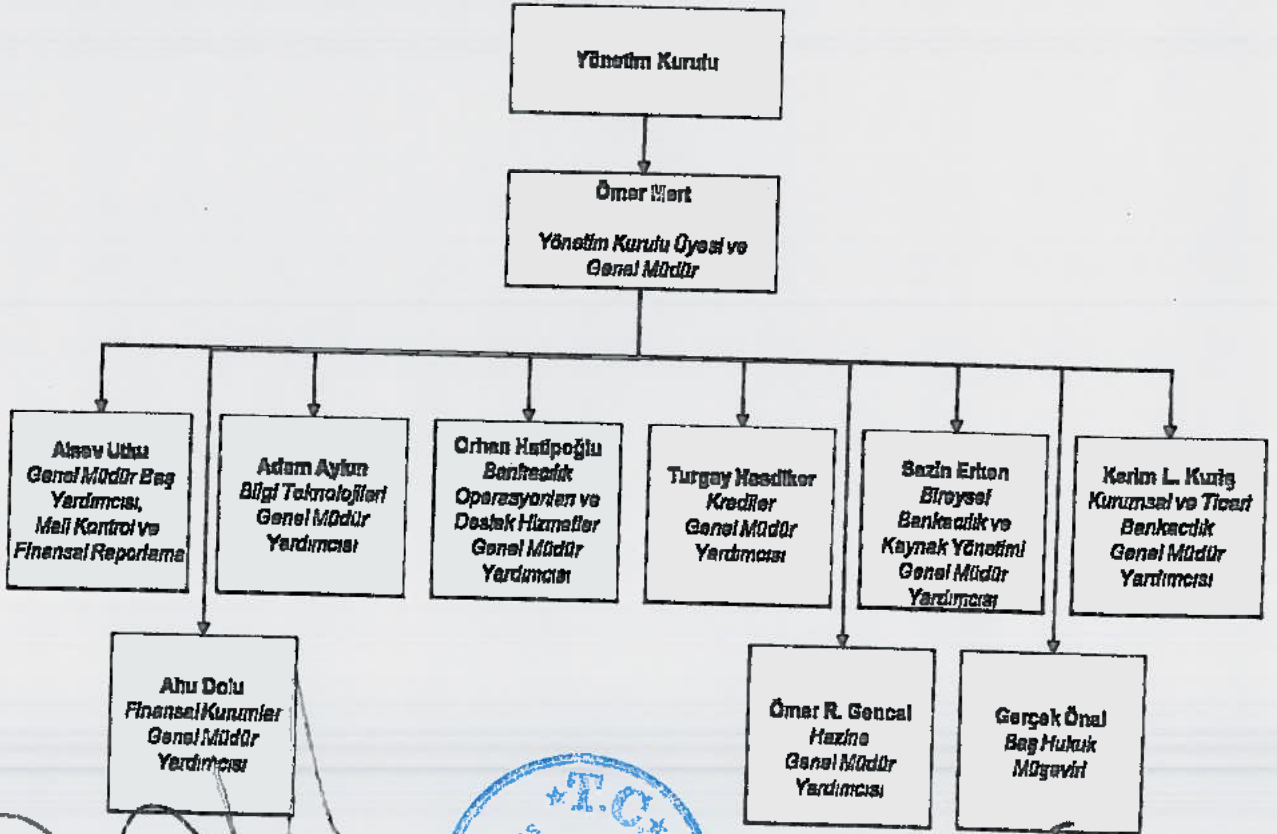 Yönetim Kurulu
Ömer Mert
Yönetim Kurulu Üyesi ve
Genel Müdür
Alsev Utku
Genel Müdür Baş
Yardımcısı,
Mali Kontrol ve
Finansal Raporlama
Adem Aykın
Bilgi Teknolojileri
Genel Müdür
Yardımcısı
Orhan Hatipoğlu
Bankacılık
Operasyonları ve
Destek Hizmetler
Genel Müdür
Yardımcısı
Turgay Hasdiker
Krediler
Genel Müdür
Yardımcısı
Sezin Erken
Bireysel
Bankacılık ve
Kaynak Yönetimi
Genel Müdür
Yardımcısı
Kerim L. Kuriş
Kurumsal ve Ticari
Bankacılık
Genel Müdür
Yardımcısı
Ahu Dolu
Finansal Kurumlar
Genel Müdür
Yardımcısı
Ömer R. Gencal
Hazine
Genel Müdür
Yardımcısı
Gerçek Önal
Baş Hukuk
Müşaviri
*T.C.*